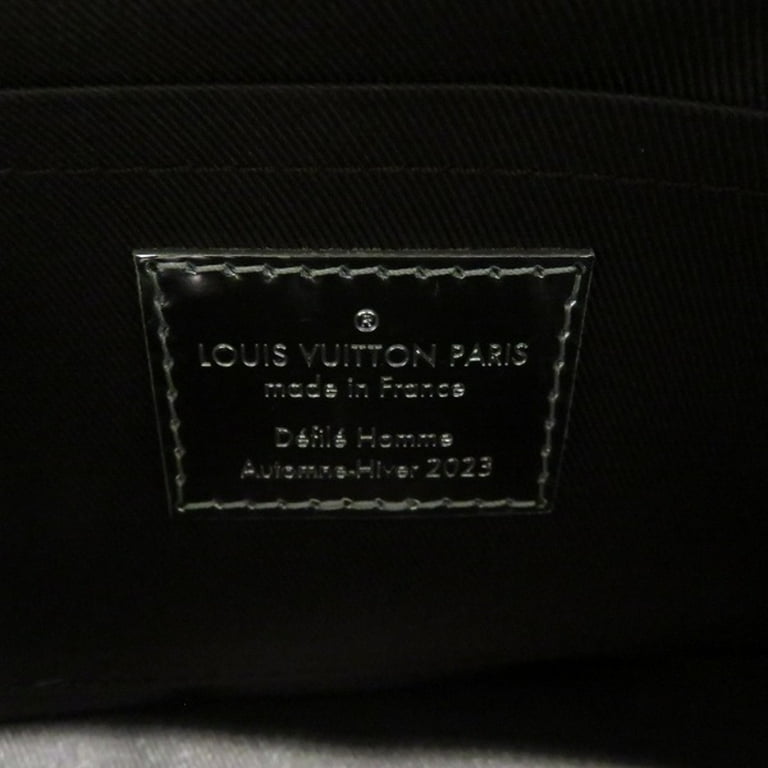 ®
LOUIS VUITTON PARIS
made in France
Défilé Homme
Automne-Hiver 2023